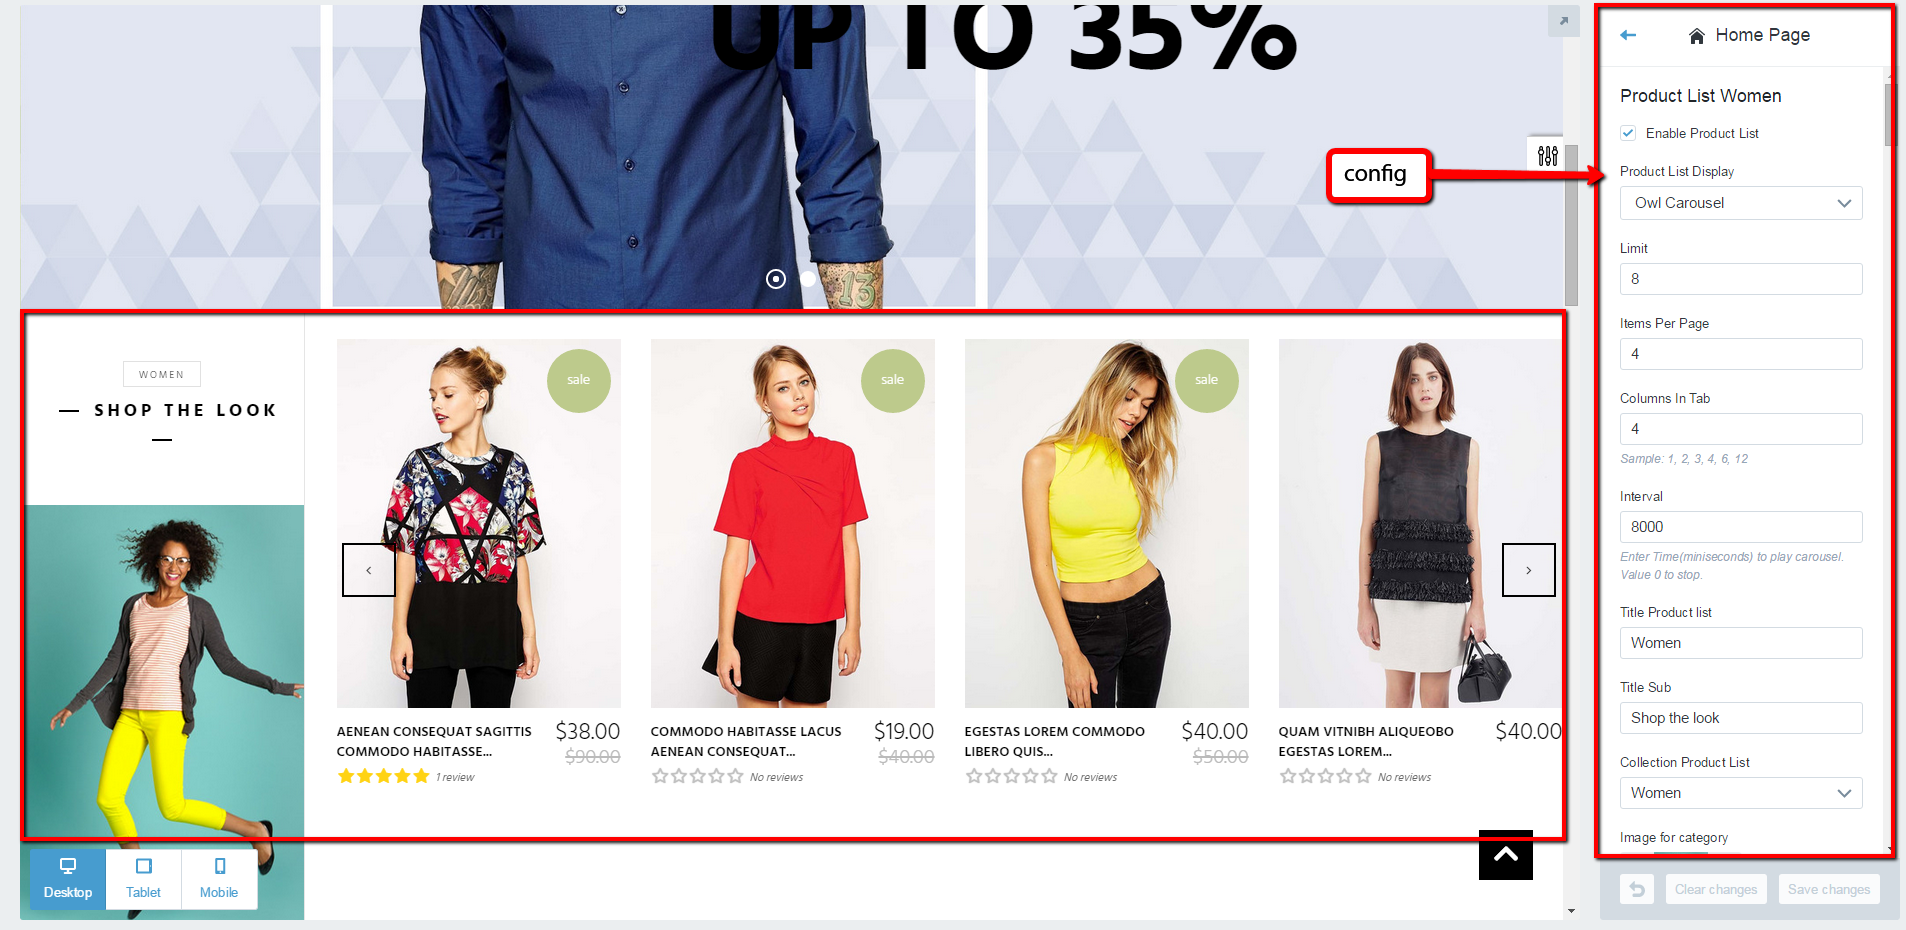 UP TO 35%
config
WOMEN
SHOP THE LOOK
13
sale
sale
sale
AENEAN CONSEQUAT SAGITTIS
COMMODO HABITASSE...
$38.00
$90.00
1 review
COMMODO HABITASSE LACUS
AENEAN CONSEQUAT...
$19.00
$40.00
No reviews
EGESTAS LOREM COMMODO
LIBERO QUIS...
$40.00
$50.00
No reviews
QUAM VITNIBH ALIQUEOBO
EGESTAS LOREM...
$40.00
No reviews
Desktop
Tablet
Mobile
Home Page
Product List Women
Enable Product List
Product List Display
Owl Carousel
Limit
8
Items Per Page
4
Columns In Tab
4
Sample: 1, 2, 3, 4, 6, 12
Interval
8000
Enter Time(miniseconds) to play carousel.
Value 0 to stop.
Title Product list
Women
Title Sub
Shop the look
Collection Product List
Women
Image for category
Clear changes
Save changes